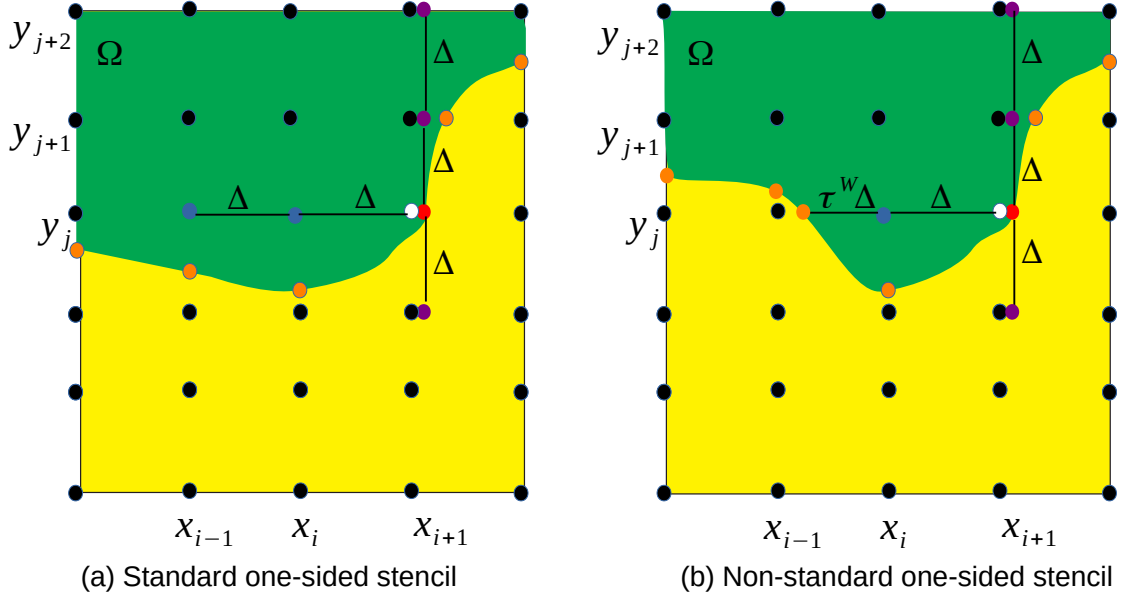 y_{j+2} Ω Δ
y_{j+1} Δ
Δ Δ
y_j Δ
x_{i-1} x_i x_{i+1}
(a) Standard one-sided stencil
y_{j+2} Ω Δ
y_{j+1} Δ
τ^W Δ Δ
y_j Δ
x_{i-1} x_i x_{i+1}
(b) Non-standard one-sided stencil